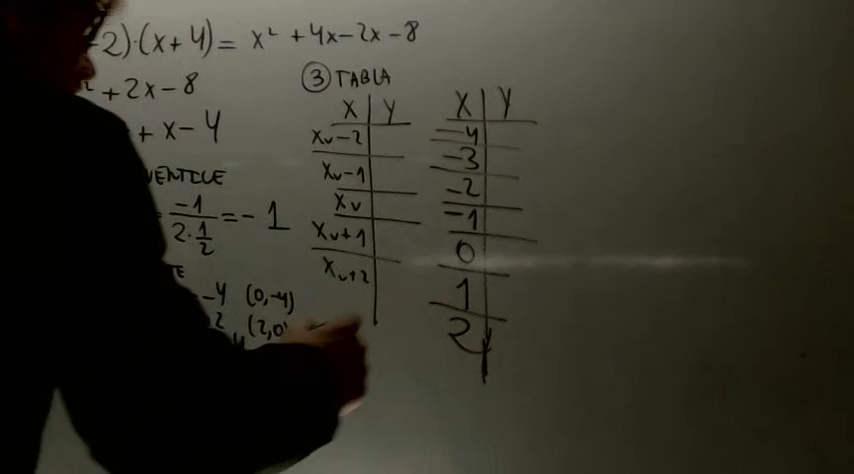 -2)·(x+4) = x² + 4x - 2x - 8
² + 2x - 8
+ x - 4
VERTICE
-1 / 2·1/2 = -1
-4 (0,-4)
2 (2,0)
③ TABLA
X Y
Xv-2
Xv-1
Xv
Xv+1
Xv+2
X Y
-4
-3
-2
-1
0
1
2